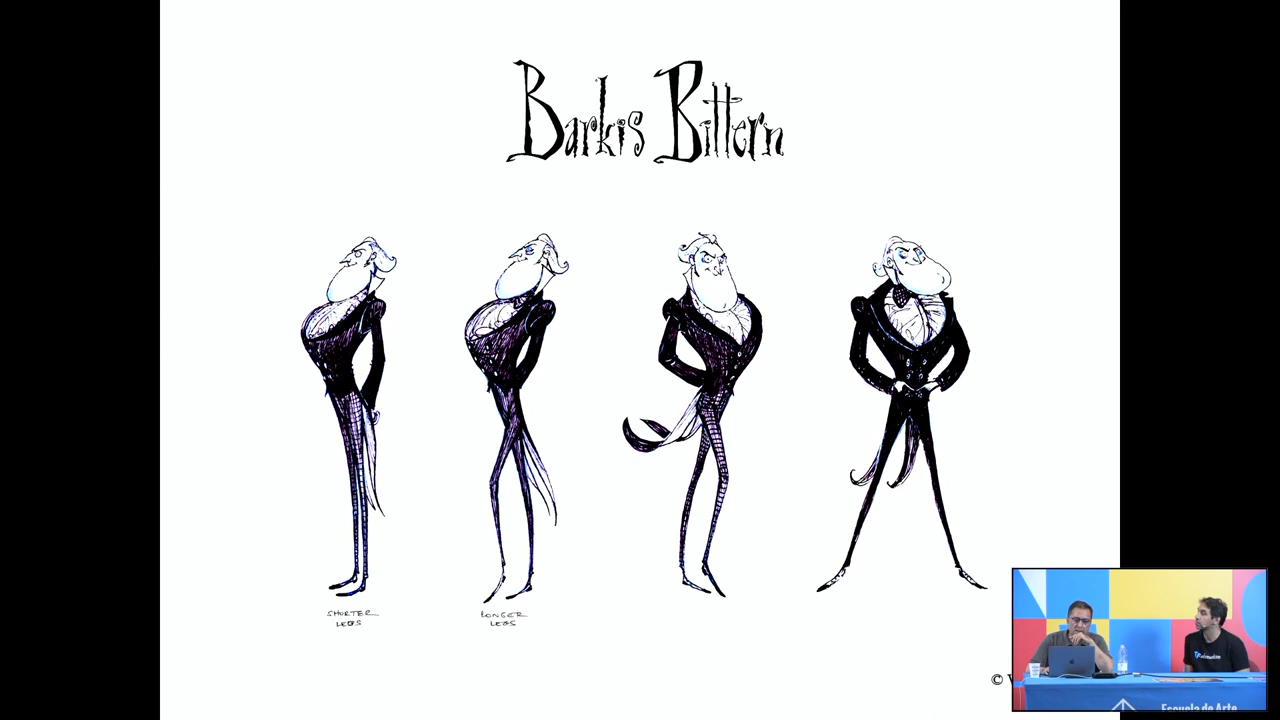 Barkis Bittern
SHORTER
LEGS
LONGER
LEGS
©
Escuela de Arte